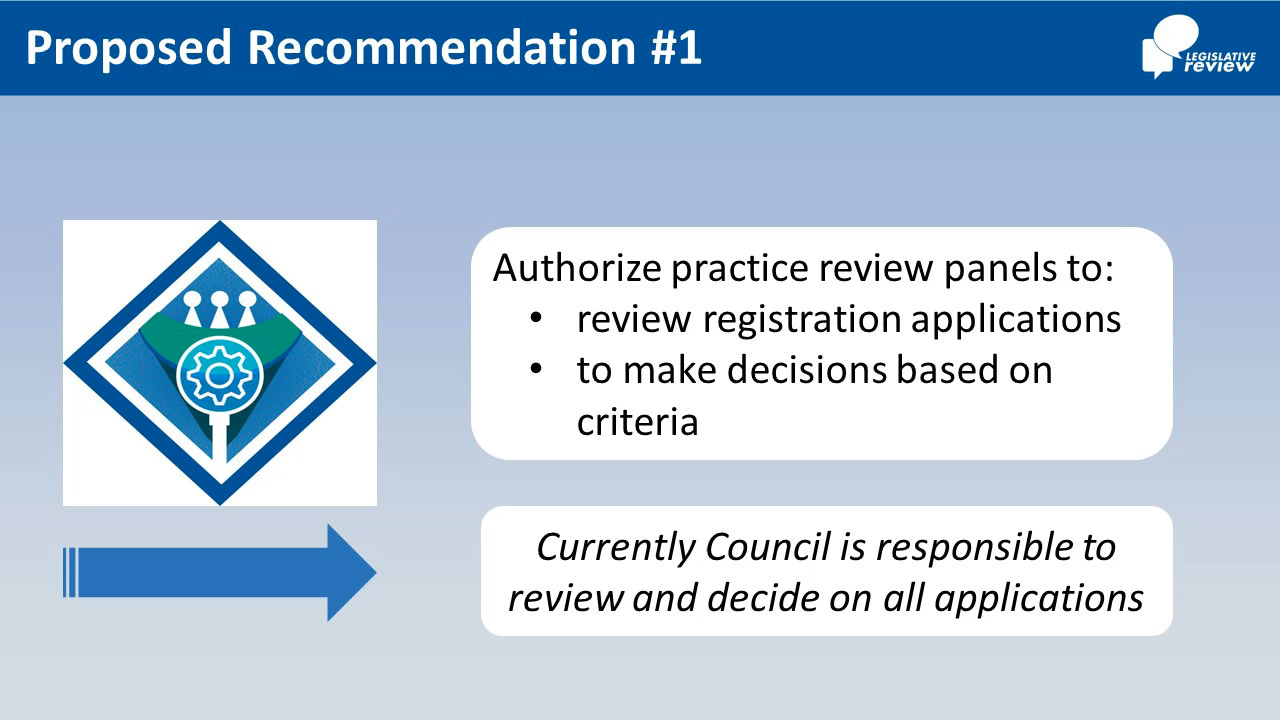 Proposed Recommendation #1
LEGISLATIVE
review
Authorize practice review panels to:
• review registration applications
• to make decisions based on
criteria
Currently Council is responsible to
review and decide on all applications